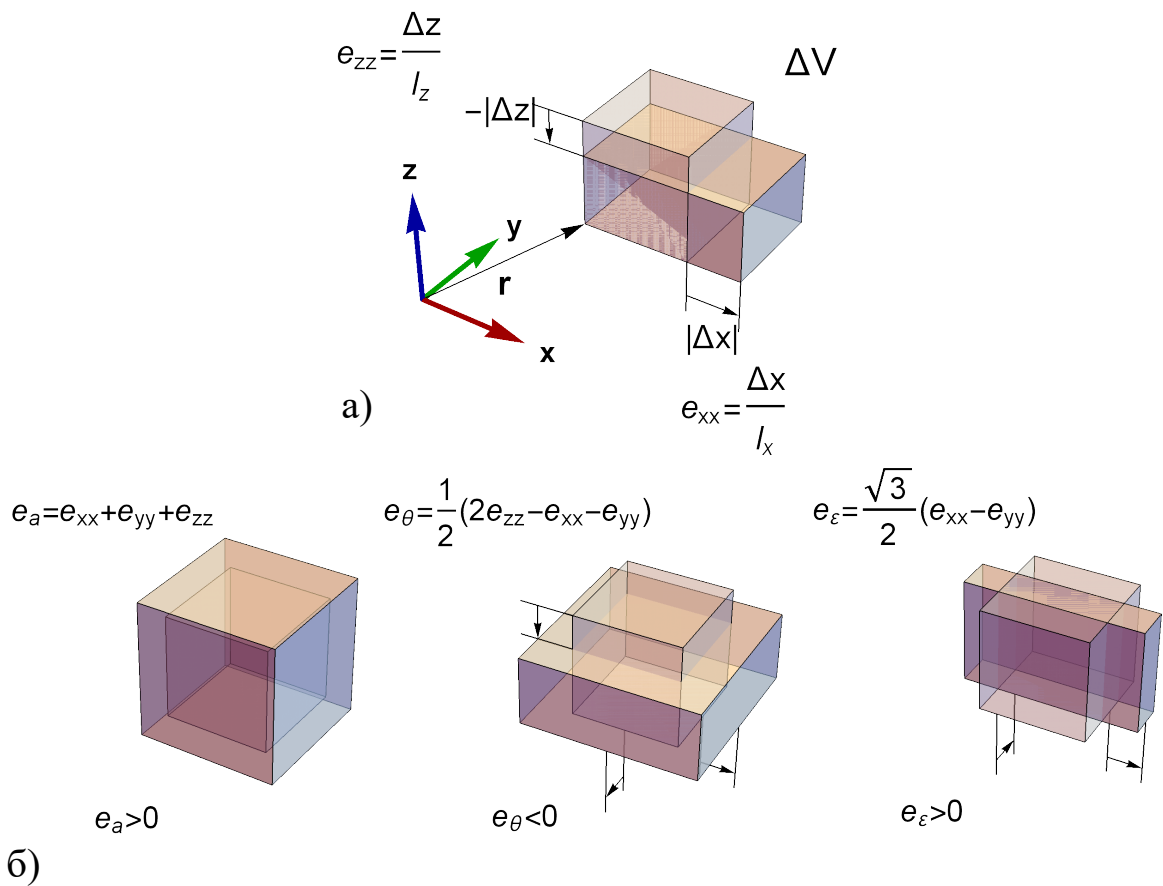 e_zz = Δz / l_z
ΔV
−|Δz|
z
y
r
x
|Δx|
а)
e_xx = Δx / l_x
e_a=e_xx+e_yy+e_zz
e_θ=1/2(2e_zz−e_xx−e_yy)
e_ε=√3/2(e_xx−e_yy)
e_a>0
e_θ<0
e_ε>0
б)